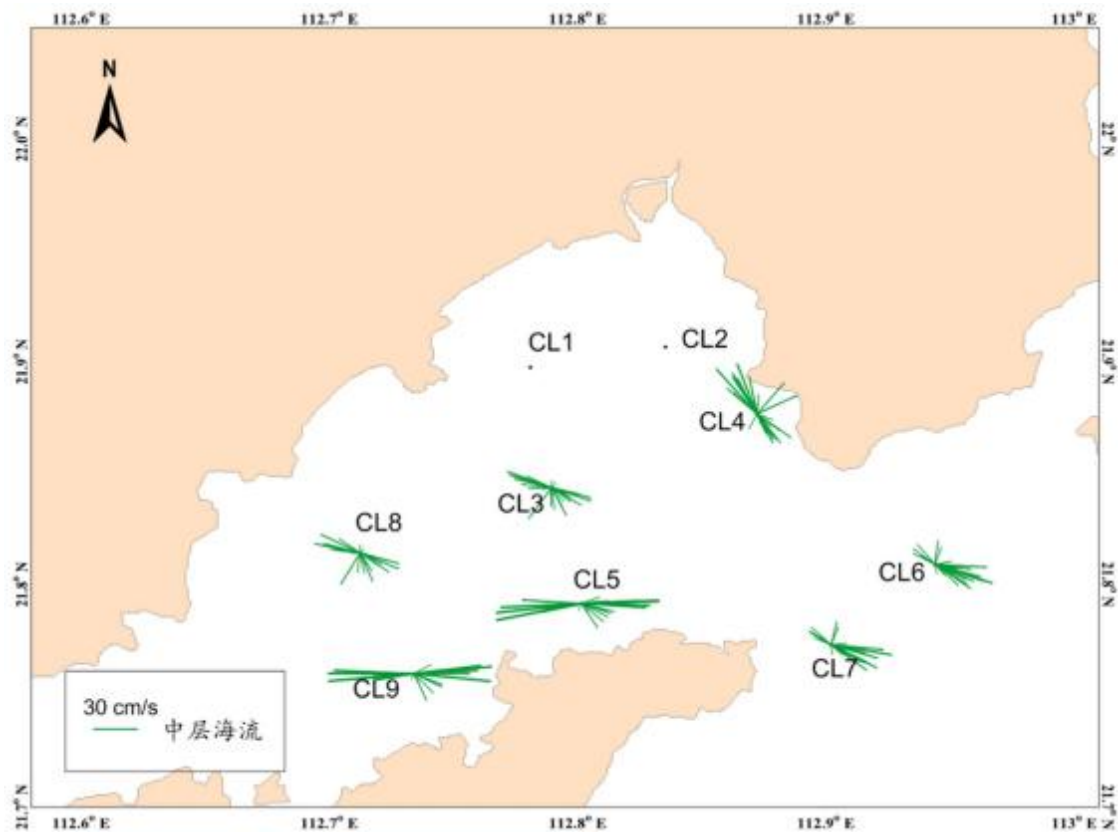 112.6° E 112.7° E 112.8° E 112.9° E 113° E
N
22.0° N 22° N
CL1
CL2
21.9° N 21.9° N
CL4
CL3
CL8
CL6
CL5
21.8° N 21.8° N
CL7
CL9
30 cm/s
中层海流
21.7° N 21.7° N
112.6° E 112.7° E 112.8° E 112.9° E 113° E